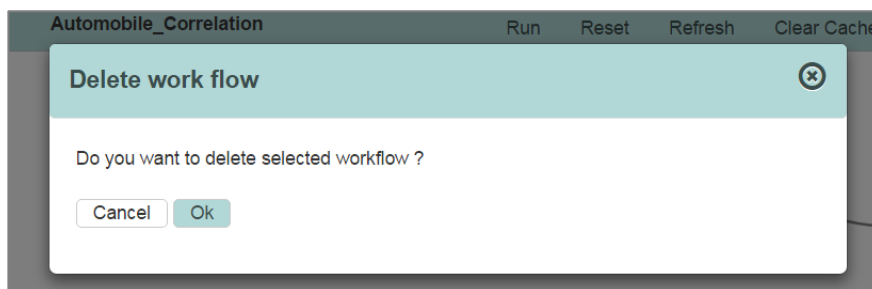 Automobile_Correlation Run Reset Refresh Clear Cache
Delete work flow
Do you want to delete selected workflow ?
Cancel Ok